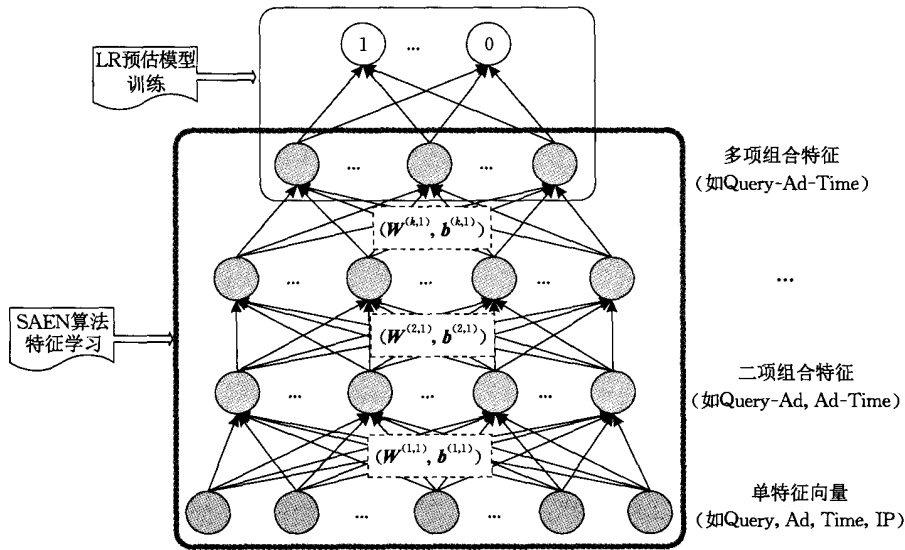 1 ... 0
LR预估模型
训练
... ...
多项组合特征
(如Query-Ad-Time)
(W^(k,1), b^(k,1))
... ... ...
...
SAEN算法
特征学习
(W^(2,1), b^(2,1))
... ... ...
二项组合特征
(如Query-Ad, Ad-Time)
(W^(1,1), b^(1,1))
... ...
单特征向量
(如Query, Ad, Time, IP)